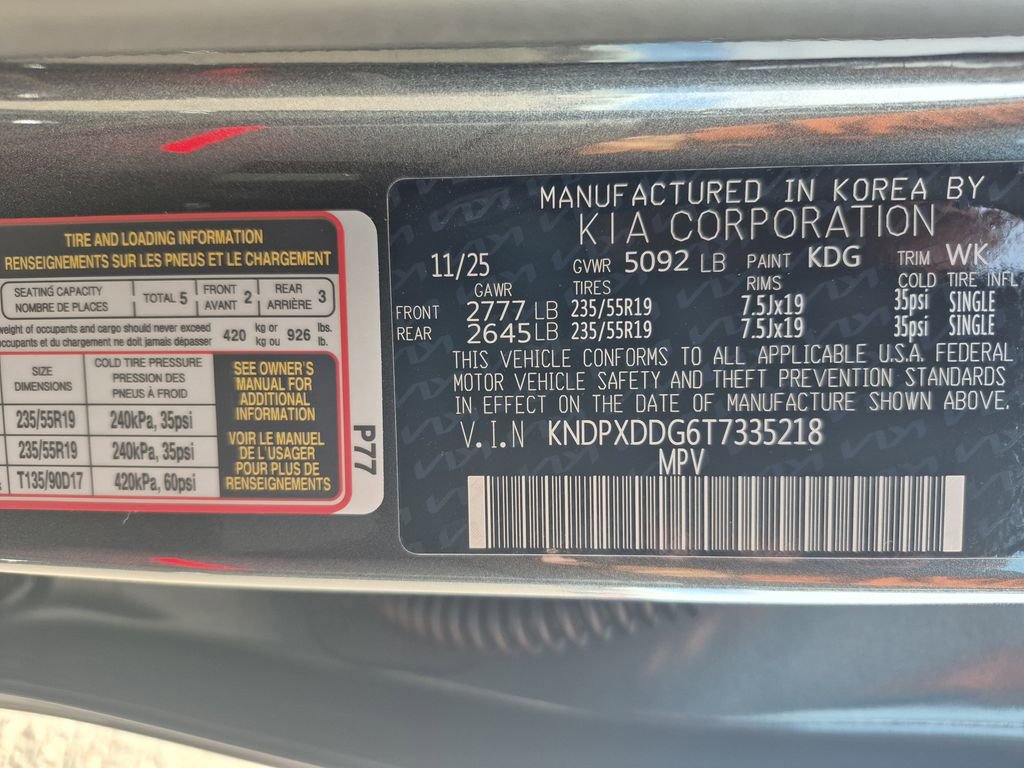 TIRE AND LOADING INFORMATION
RENSEIGNEMENTS SUR LES PNEUS ET LE CHARGEMENT
SEATING CAPACITY
NOMBRE DE PLACES
TOTAL 5
FRONT
AVANT 2
REAR
ARRIÈRE 3
weight of occupants and cargo should never exceed
occupants et du chargement ne doit jamais dépasser
420 kg or
kg ou
926 lbs.
lb.
SIZE
DIMENSIONS
COLD TIRE PRESSURE
PRESSION DES
PNEUS À FROID
235/55R19 240kPa, 35psi
235/55R19 240kPa, 35psi
T135/90D17 420kPa, 60psi
SEE OWNER'S
MANUAL FOR
ADDITIONAL
INFORMATION
VOIR LE MANUEL
DE L'USAGER
POUR PLUS DE
RENSEIGNEMENTS
P77
MANUFACTURED IN KOREA BY
KIA CORPORATION
11/25 GVWR 5092 LB PAINT KDG TRIM WK
GAWR TIRES RIMS COLD TIRE INFL
FRONT 2777 LB 235/55R19 7.5Jx19 35psi SINGLE
REAR 2645 LB 235/55R19 7.5Jx19 35psi SINGLE
THIS VEHICLE CONFORMS TO ALL APPLICABLE U.S.A. FEDERAL
MOTOR VEHICLE SAFETY AND THEFT PREVENTION STANDARDS
IN EFFECT ON THE DATE OF MANUFACTURE SHOWN ABOVE.
V.I.N KNDPXDDG6T7335218
MPV